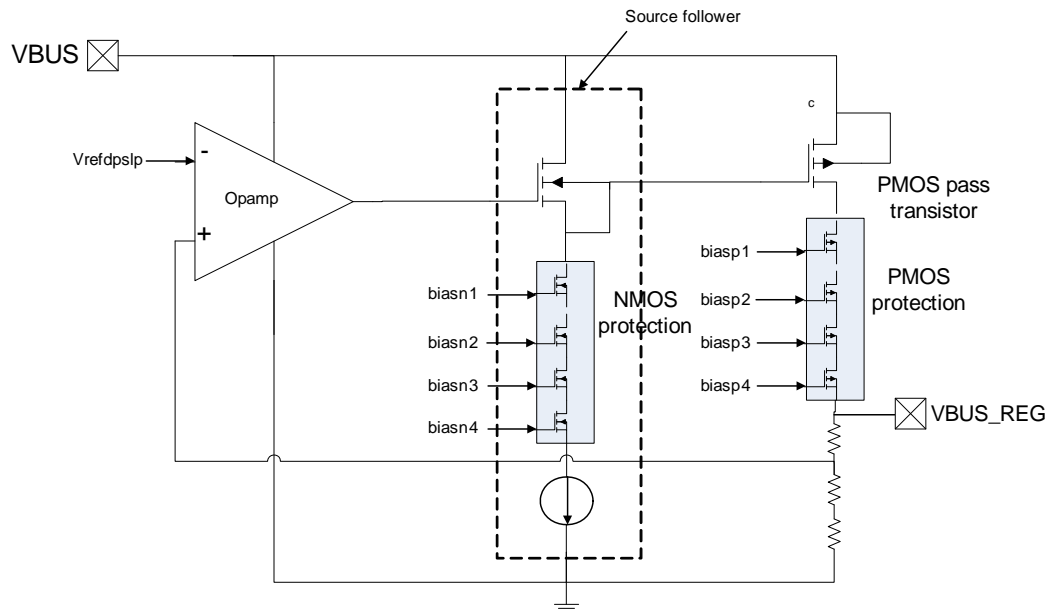 Source follower
VBUS
c
Vrefdpslp
-
Opamp
+
PMOS pass
transistor
biasp1
PMOS
protection
biasn1
NMOS
protection
biasp2
biasn2
biasp3
biasn3
biasp4
biasn4
VBUS_REG